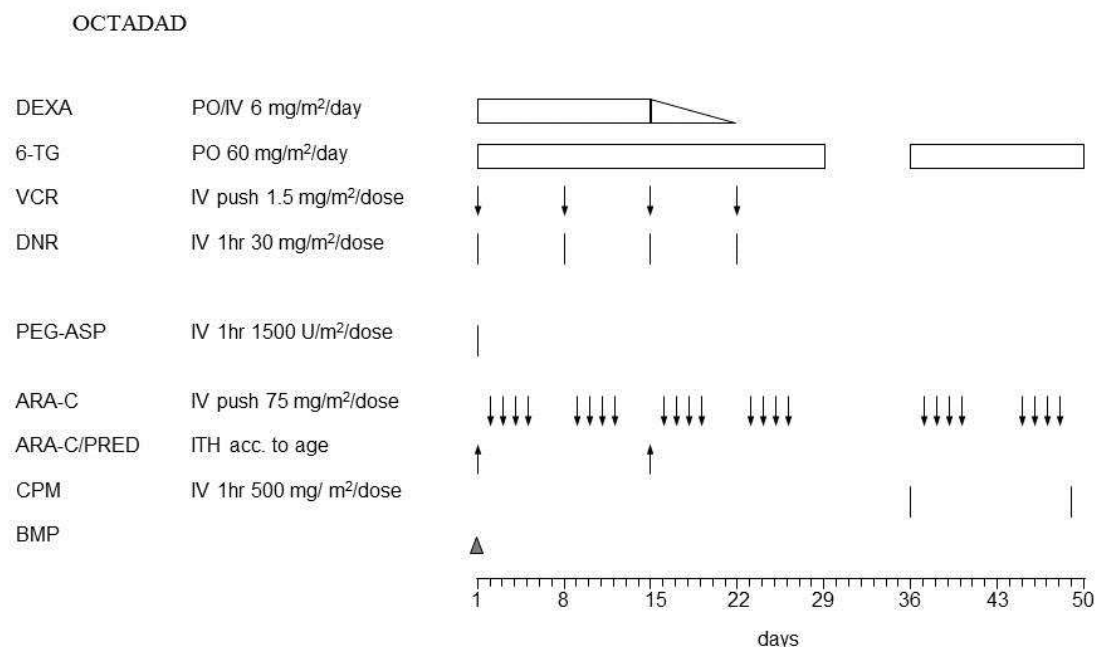 OCTADAD
DEXA PO/IV 6 mg/m²/day
6-TG PO 60 mg/m²/day
VCR IV push 1.5 mg/m²/dose
DNR IV 1hr 30 mg/m²/dose
PEG-ASP IV 1hr 1500 U/m²/dose
ARA-C IV push 75 mg/m²/dose
ARA-C/PRED ITH acc. to age
CPM IV 1hr 500 mg/ m²/dose
BMP
1 8 15 22 29 36 43 50
days